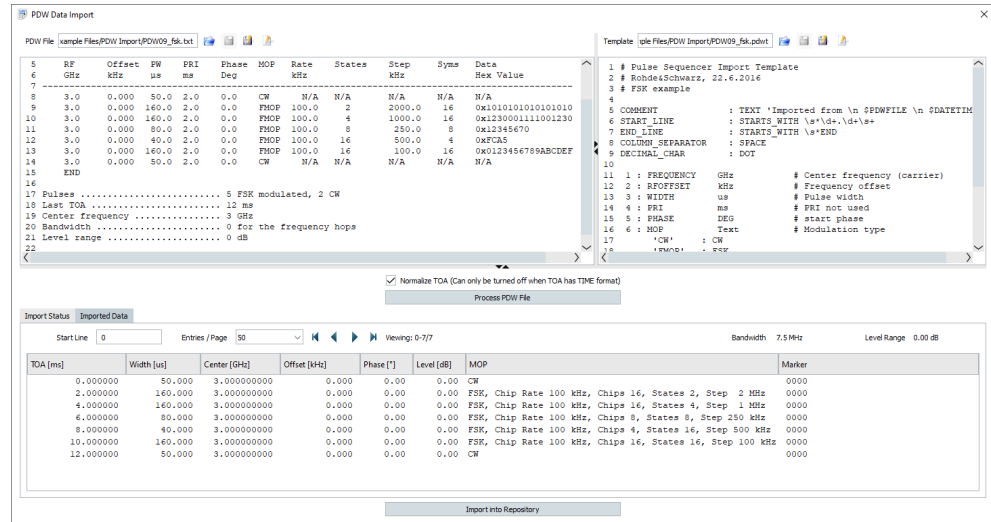 PDW Data Import
PDW File xample Files/PDW Import/PDW09_fsk.txt
5 RF Offset PW PRI Phase MOP Rate States Step Syms Data
6 GHz kHz µs ms Deg kHz kHz Hex Value
7 --------------------------------------------------------------------------------
8 3.0 0.000 50.0 2.0 0.0 CW N/A N/A N/A N/A N/A
9 3.0 0.000 160.0 2.0 0.0 FMOP 100.0 2 2000.0 16 0x1010101010101010
10 3.0 0.000 160.0 2.0 0.0 FMOP 100.0 4 1000.0 16 0x1230001111001230
11 3.0 0.000 80.0 2.0 0.0 FMOP 100.0 8 250.0 8 0x12345670
12 3.0 0.000 40.0 2.0 0.0 FMOP 100.0 16 500.0 4 0xFCA5
13 3.0 0.000 160.0 2.0 0.0 FMOP 100.0 16 100.0 16 0x0123456789ABCDEF
14 3.0 0.000 50.0 2.0 0.0 CW N/A N/A N/A N/A N/A
15 END
16
17 Pulses ........................ 5 FSK modulated, 2 CW
18 Last TOA ...................... 12 ms
19 Center frequency .............. 3 GHz
20 Bandwidth ..................... 0 for the frequency hops
21 Level range ................... 0 dB
22
Template iple Files/PDW Import/PDW09_fsk.pdwt
1 # Pulse Sequencer Import Template
2 # Rohde&Schwarz, 22.6.2016
3 # FSK example
4
5 COMMENT : TEXT 'Imported from \n $PDWFILE \n $DATETIM
6 START_LINE : STARTS_WITH \s*\d+.\d+\s+
7 END_LINE : STARTS_WITH \s*END
8 COLUMN_SEPARATOR : SPACE
9 DECIMAL_CHAR : DOT
10
11 1 : FREQUENCY GHz # Center frequency (carrier)
12 2 : RFOFFSET kHz # Frequency offset
13 3 : WIDTH us # Pulse width
14 4 : PRI ms # PRI not used
15 5 : PHASE DEG # start phase
16 6 : MOP Text # Modulation type
17 'CW' : CW
18 'FMOP' : FSK
Normalize TOA (Can only be turned off when TOA has TIME format)
Process PDW File
Import Status Imported Data
Start Line 0 Entries / Page 50 Viewing: 0-7/7 Bandwidth 7.5 MHz Level Range 0.00 dB
TOA [ms] Width [us] Center [GHz] Offset [kHz] Phase [°] Level [dB] MOP Marker
0.000000 50.000 3.000000000 0.000 0.00 0.00 CW 0000
2.000000 160.000 3.000000000 0.000 0.00 0.00 FSK, Chip Rate 100 kHz, Chips 16, States 2, Step 2 MHz 0000
4.000000 160.000 3.000000000 0.000 0.00 0.00 FSK, Chip Rate 100 kHz, Chips 16, States 4, Step 1 MHz 0000
6.000000 80.000 3.000000000 0.000 0.00 0.00 FSK, Chip Rate 100 kHz, Chips 8, States 8, Step 250 kHz 0000
8.000000 40.000 3.000000000 0.000 0.00 0.00 FSK, Chip Rate 100 kHz, Chips 4, States 16, Step 500 kHz 0000
10.000000 160.000 3.000000000 0.000 0.00 0.00 FSK, Chip Rate 100 kHz, Chips 16, States 16, Step 100 kHz 0000
12.000000 50.000 3.000000000 0.000 0.00 0.00 CW 0000
Import into Repository